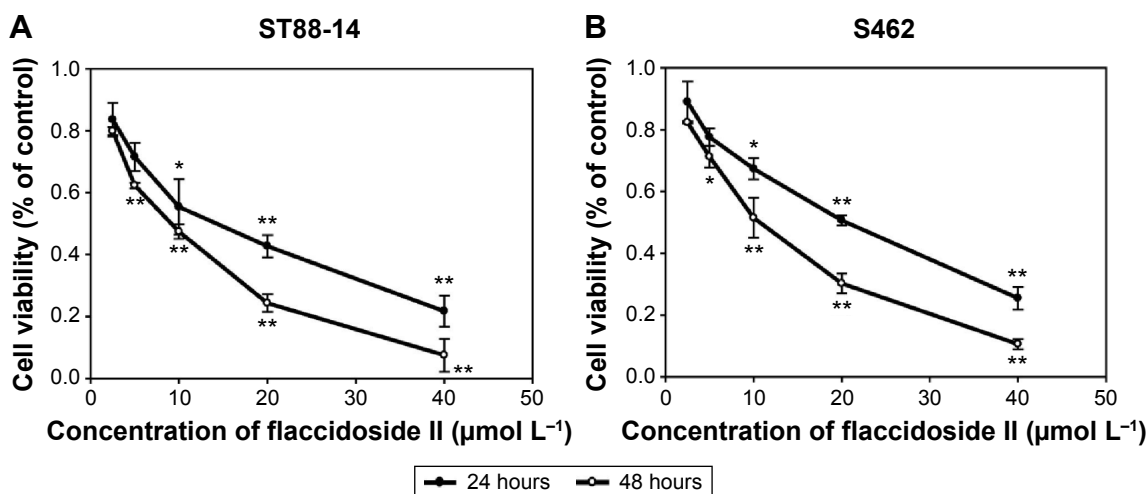 A
ST88-14
Cell viability (% of control)
1.0
0.8
0.6
0.4
0.2
0.0
*
**
**
**
**
**
**
0 10 20 30 40 50
Concentration of flaccidoside II (µmol L⁻¹)
B
S462
Cell viability (% of control)
1.0
0.8
0.6
0.4
0.2
0.0
*
**
*
**
**
**
**
0 10 20 30 40 50
Concentration of flaccidoside II (µmol L⁻¹)
24 hours 48 hours